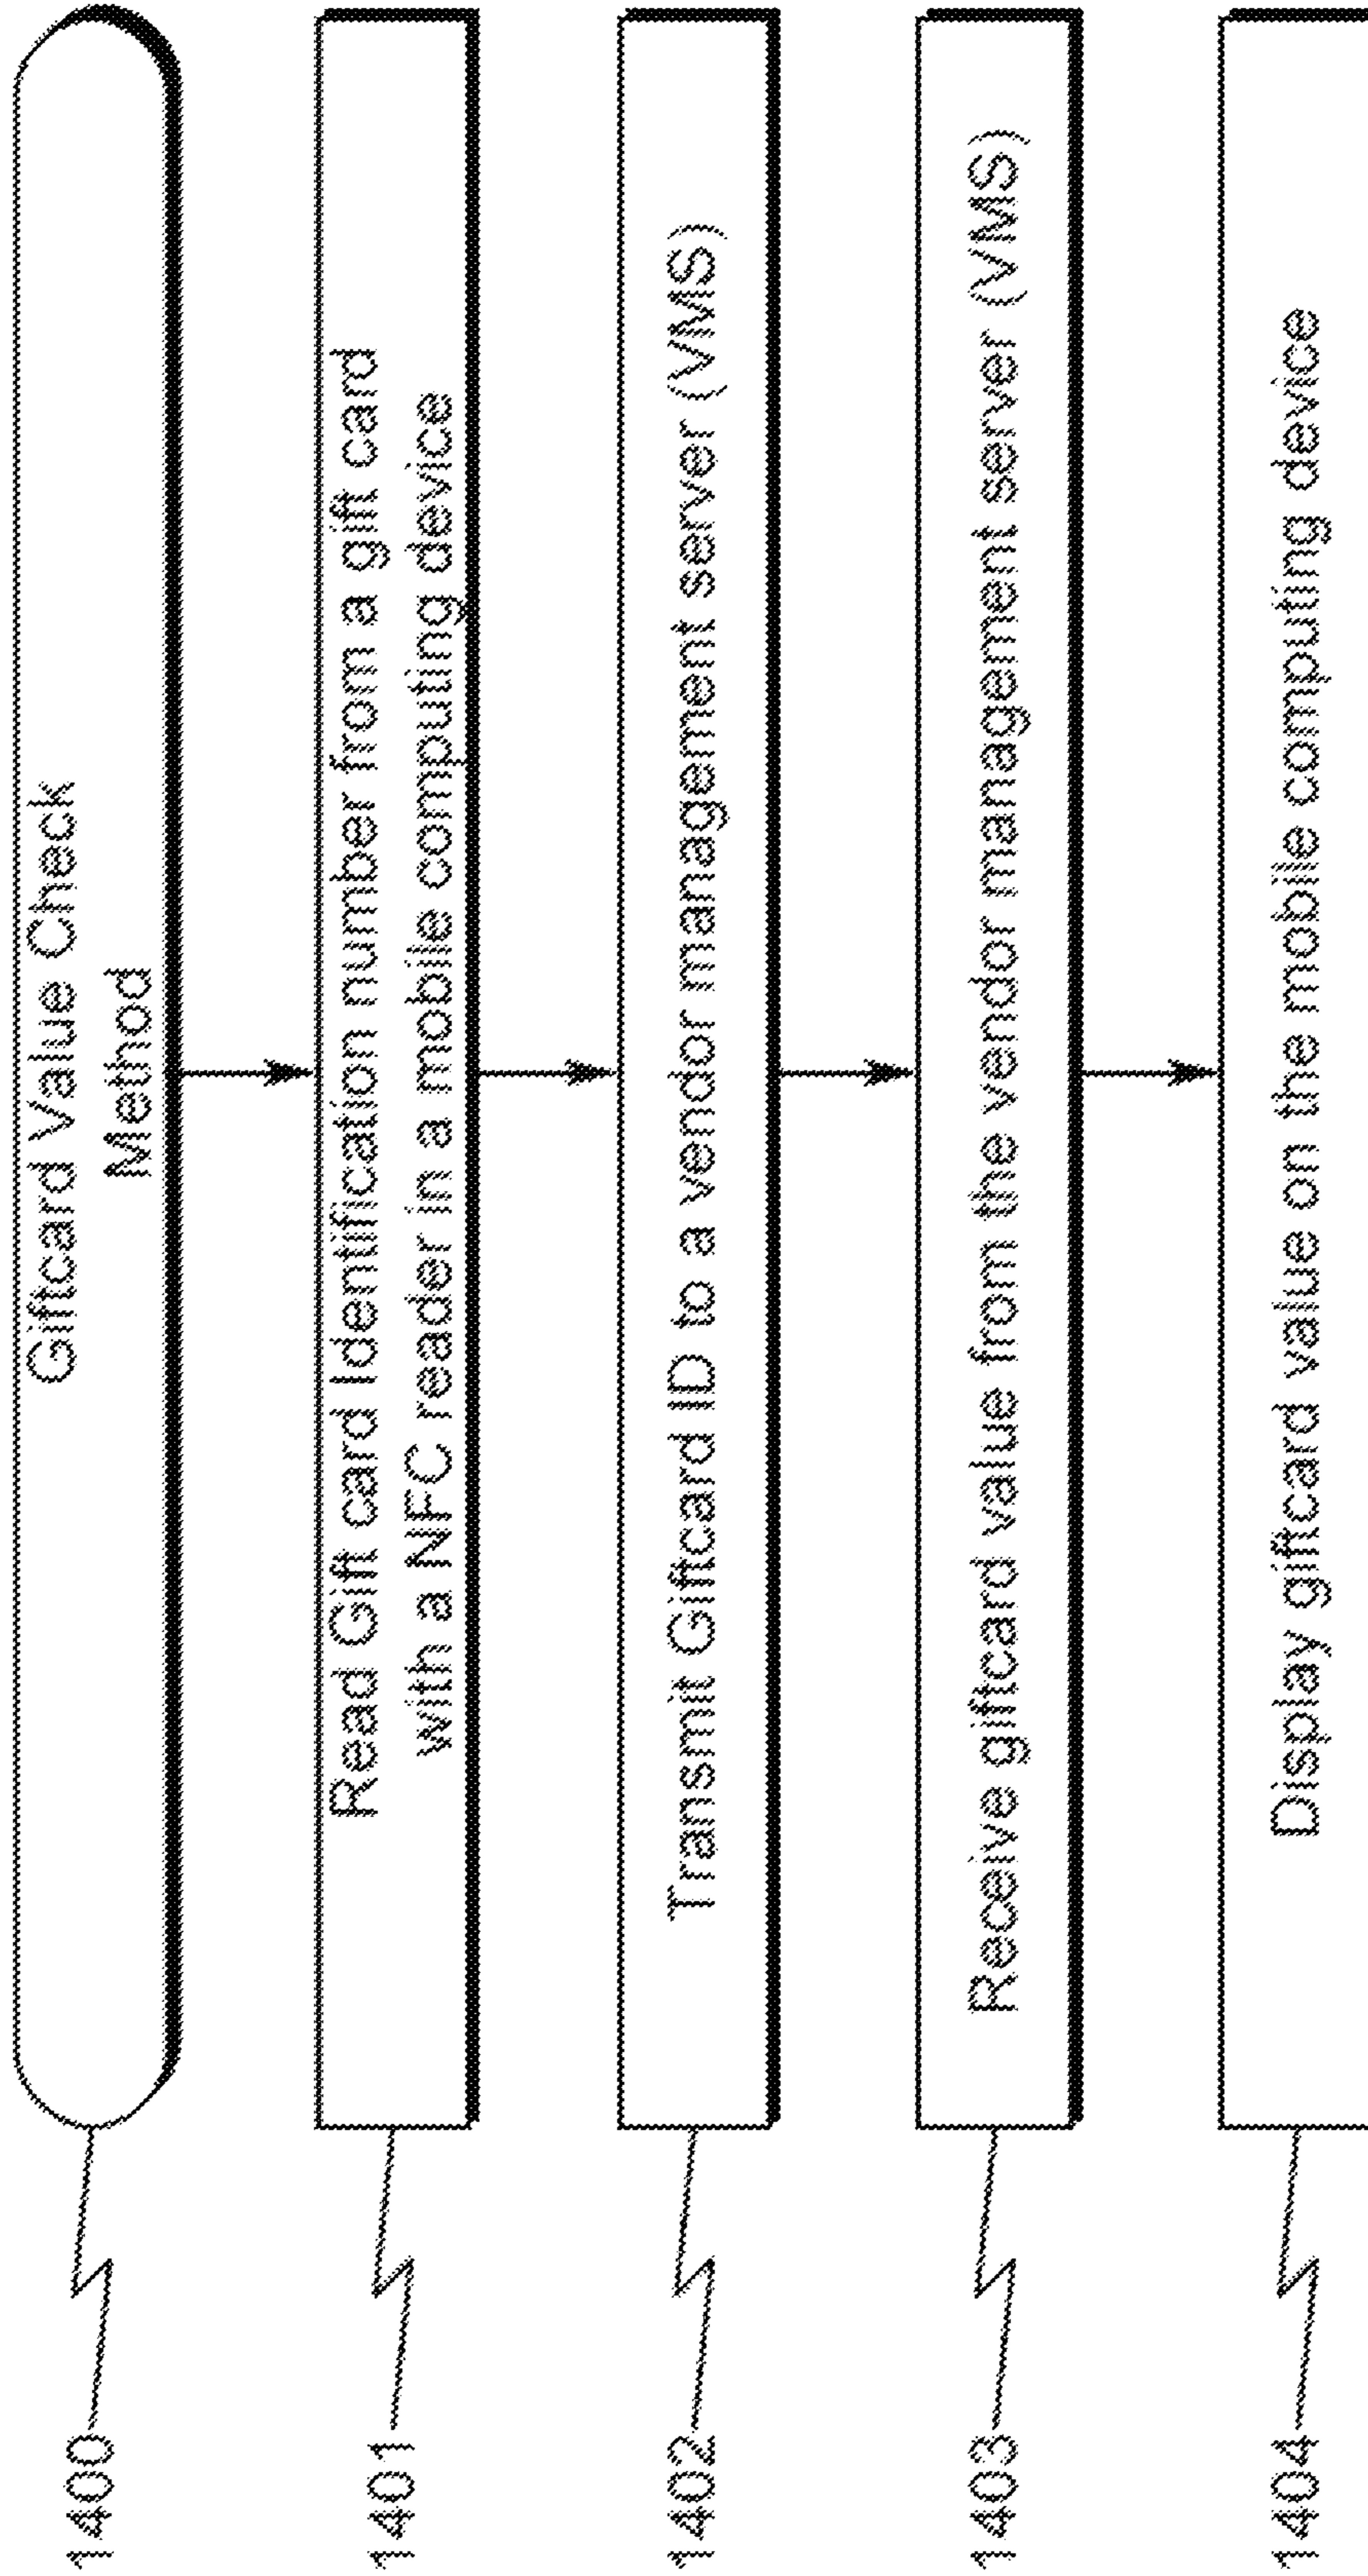 1400
Giftcard Value Check
Method
1401
Read Gift card Identification number from a gift card
with a NFC reader in a mobile computing device
1402
Transmit Giftcard ID to a vendor management server (VMS)
1403
Receive giftcard value from the vendor management server (VMS)
1404
Display giftcard value on the mobile computing device